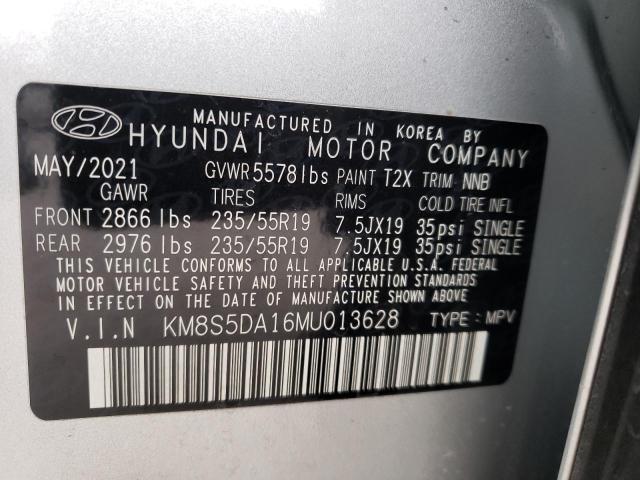 MANUFACTURED IN KOREA BY
HYUNDAI MOTOR COMPANY
MAY/2021 GVWR 5578lbs PAINT T2X TRIM NNB
GAWR TIRES RIMS COLD TIRE INFL
FRONT 2866 lbs 235/55R19 7.5JX19 35psi SINGLE
REAR 2976 lbs 235/55R19 7.5JX19 35psi SINGLE
THIS VEHICLE CONFORMS TO ALL APPLICABLE U.S.A. FEDERAL
MOTOR VEHICLE SAFETY AND THEFT PREVENTION STANDARDS
IN EFFECT ON THE DATE OF MANUFACTURE SHOWN ABOVE.
V.I.N KM8S5DA16MU013628 TYPE: MPV